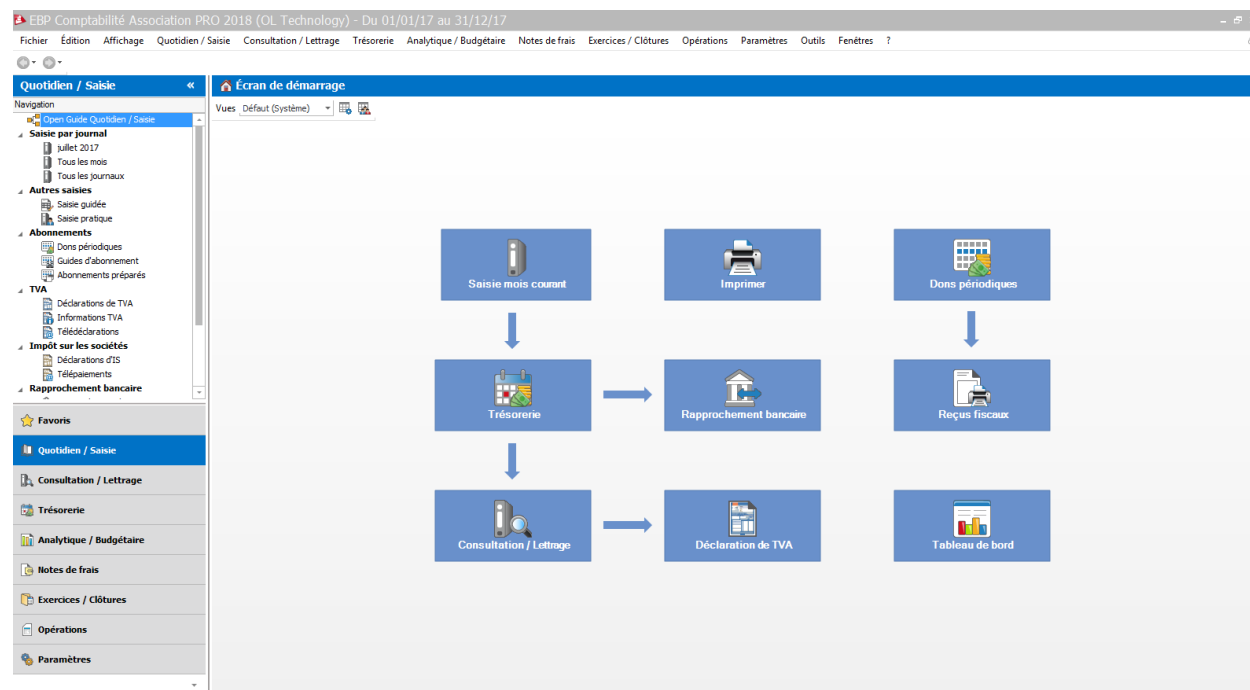 EBP Comptabilité Association PRO 2018 (OL Technology) - Du 01/01/17 au 31/12/17
Fichier Édition Affichage Quotidien / Saisie Consultation / Lettrage Trésorerie Analytique / Budgétaire Notes de frais Exercices / Clôtures Opérations Paramètres Outils Fenêtres ?
Quotidien / Saisie «
Navigation
Open Guide Quotidien / Saisie
Saisie par journal
juillet 2017
Tous les mois
Tous les journaux
Autres saisies
Saisie guidée
Saisie pratique
Abonnements
Dons périodiques
Guides d'abonnement
Abonnements préparés
TVA
Déclarations de TVA
Informations TVA
Télédéclarations
Impôt sur les sociétés
Déclarations d'IS
Télépaiements
Rapprochement bancaire
Favoris
Quotidien / Saisie
Consultation / Lettrage
Trésorerie
Analytique / Budgétaire
Notes de frais
Exercices / Clôtures
Opérations
Paramètres
Écran de démarrage
Vues Défaut (Système)
Saisie mois courant
Imprimer
Dons périodiques
Trésorerie
Rapprochement bancaire
Reçus fiscaux
Consultation / Lettrage
Déclaration de TVA
Tableau de bord